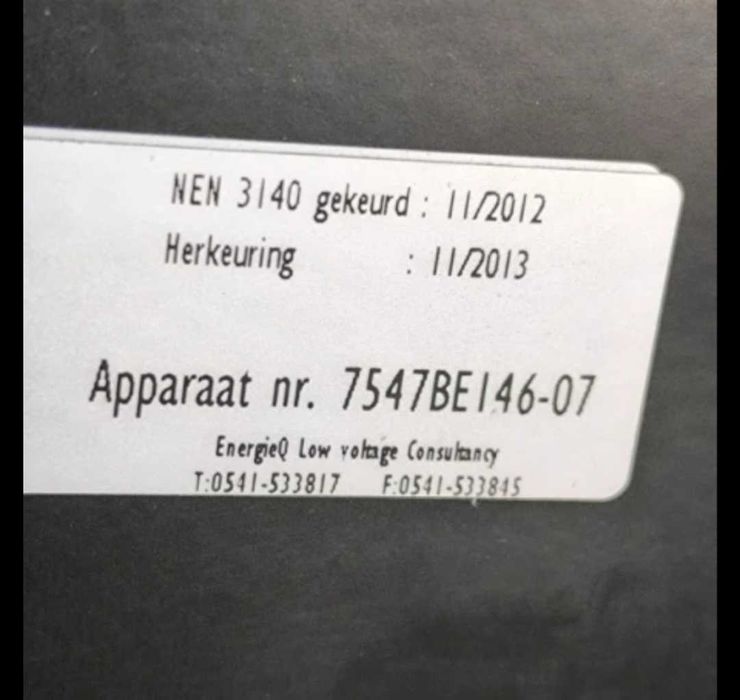 NEN 3140 gekeurd : 11/2012
Herkeuring : 11/2013
Apparaat nr. 7547BE146-07
EnergieQ Low voltage Consultancy
T:0541-533817 F:0541-533845